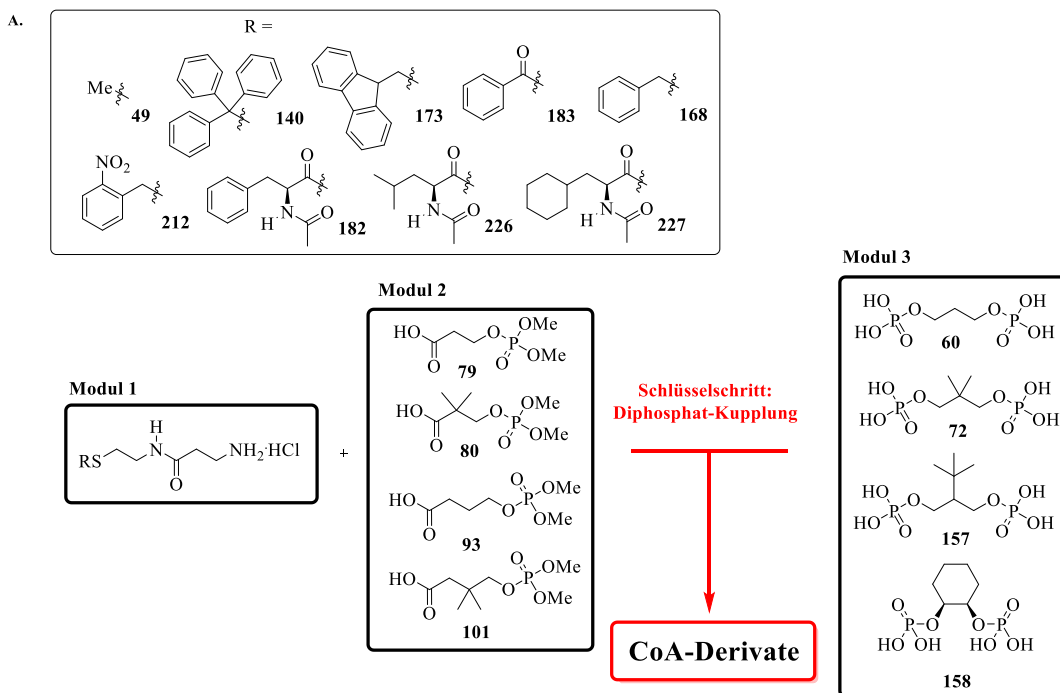 A.
R =
Me
49
140
173
O
183
168
NO2
212
O
N
H
O
182
O
N
H
O
226
O
N
H
O
227
Modul 1
RS
H
N
O
NH2·HCl
+
Modul 2
HO
O
O
P
O
OMe
OMe
79
HO
O
O
P
O
OMe
OMe
80
HO
O
O
P
O
OMe
OMe
93
HO
O
O
P
O
OMe
OMe
101
Schlüsselschritt:
Diphosphat-Kupplung
CoA-Derivate
Modul 3
HO
HO
P
O
O
O
P
O
OH
OH
60
HO
HO
P
O
O
O
P
O
OH
OH
72
HO
HO
P
O
O
O
P
O
OH
OH
157
O
P
O
HO
OH
O
P
O
HO
OH
158